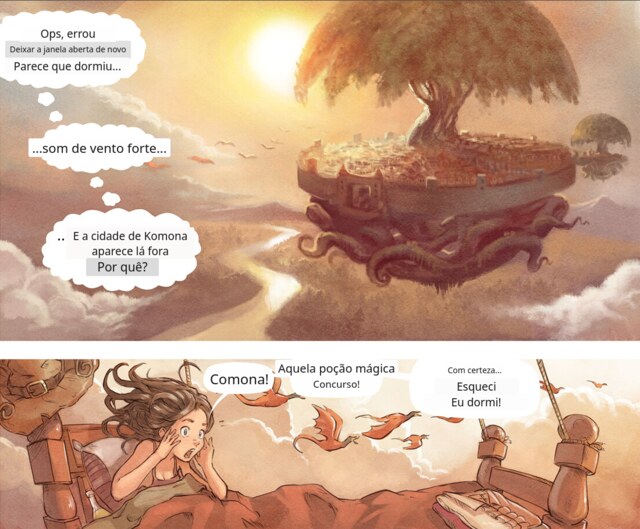 Ops, errou
Deixar a janela aberta de novo
Parece que dormiu...
...som de vento forte...
.. E a cidade de Komona
aparece lá fora
Por quê?
Comona!
Aquela poção mágica
Concurso!
Com certeza...
Esqueci
Eu dormi!